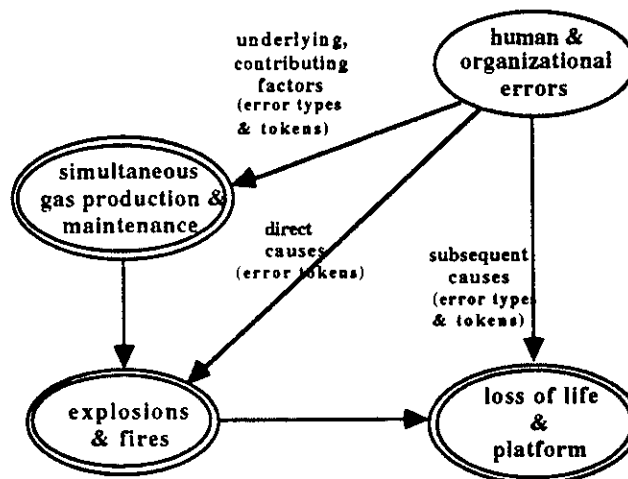 underlying,
contributing
factors
(error types
& tokens)
human &
organizational
errors
simultaneous
gas production &
maintenance
direct
causes
(error tokens)
subsequent
causes
(error types
& tokens)
explosions
& fires
loss of life
&
platform